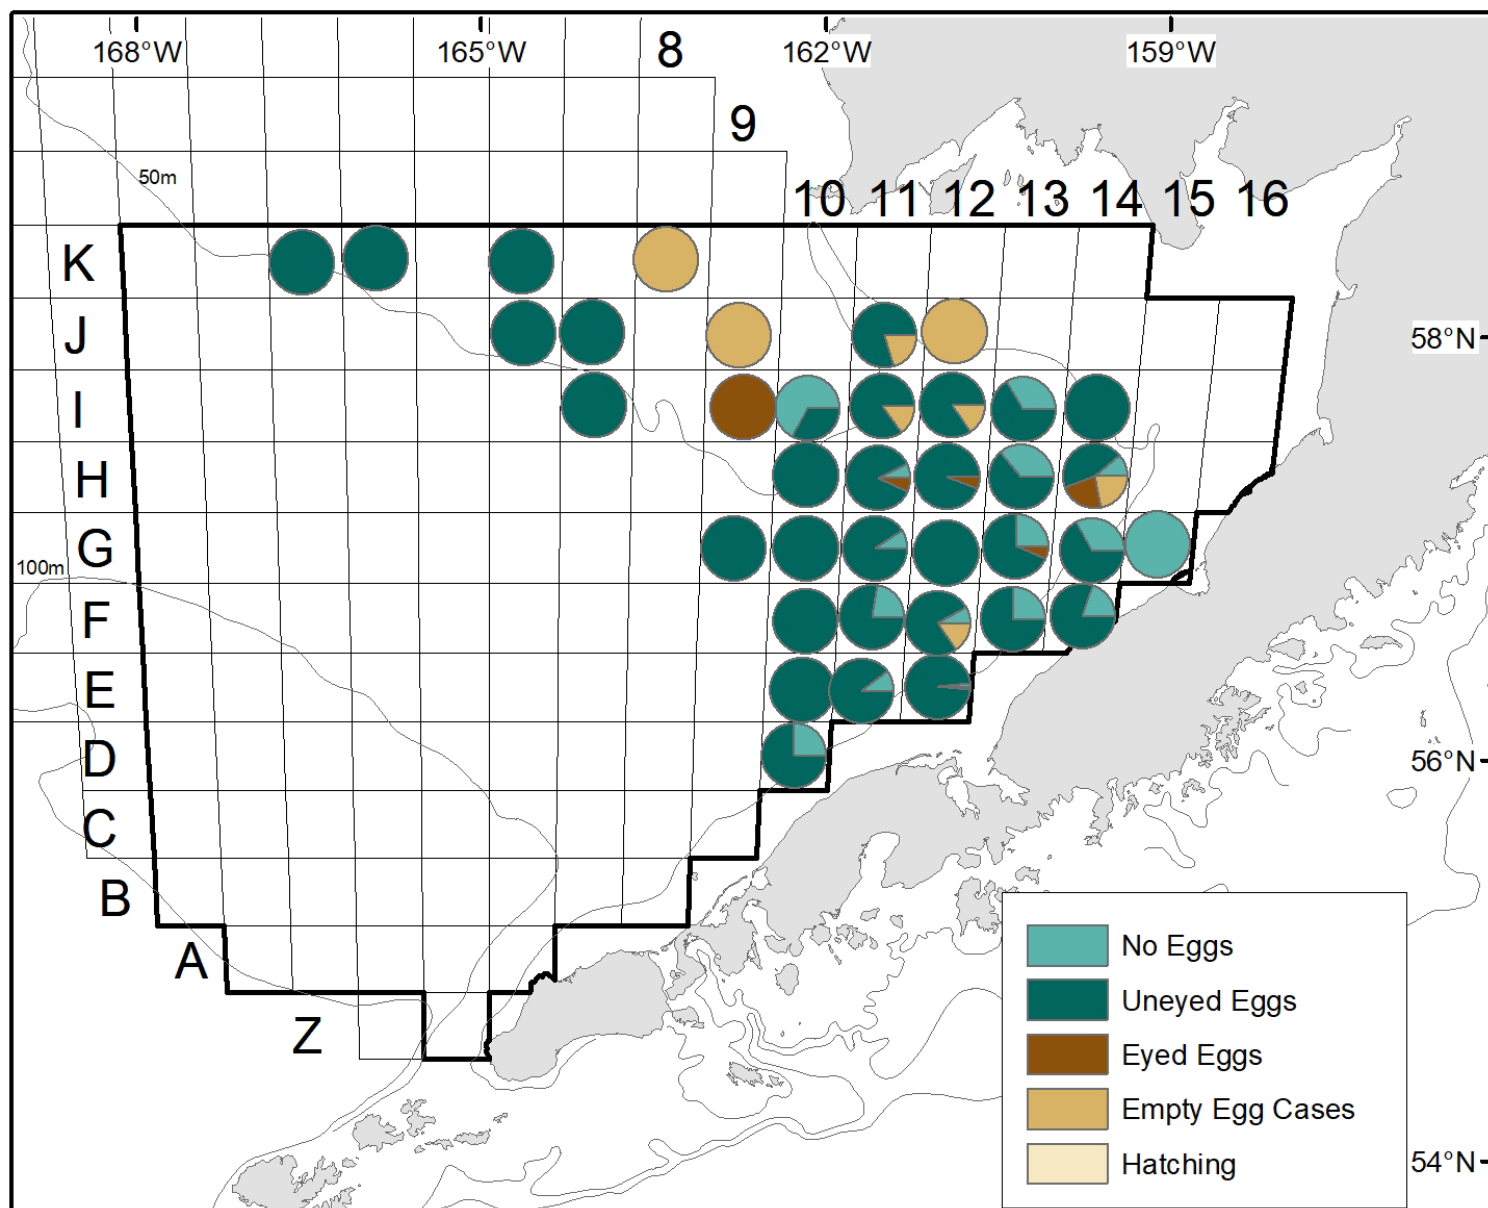 168°W 165°W 8 162°W 159°W
9
50m
10 11 12 13 14 15 16
K
J
58°N
I
H
G
100m
F
E
D
56°N
C
B
A
No Eggs
Uneyed Eggs
Z
Eyed Eggs
Empty Egg Cases
Hatching
54°N